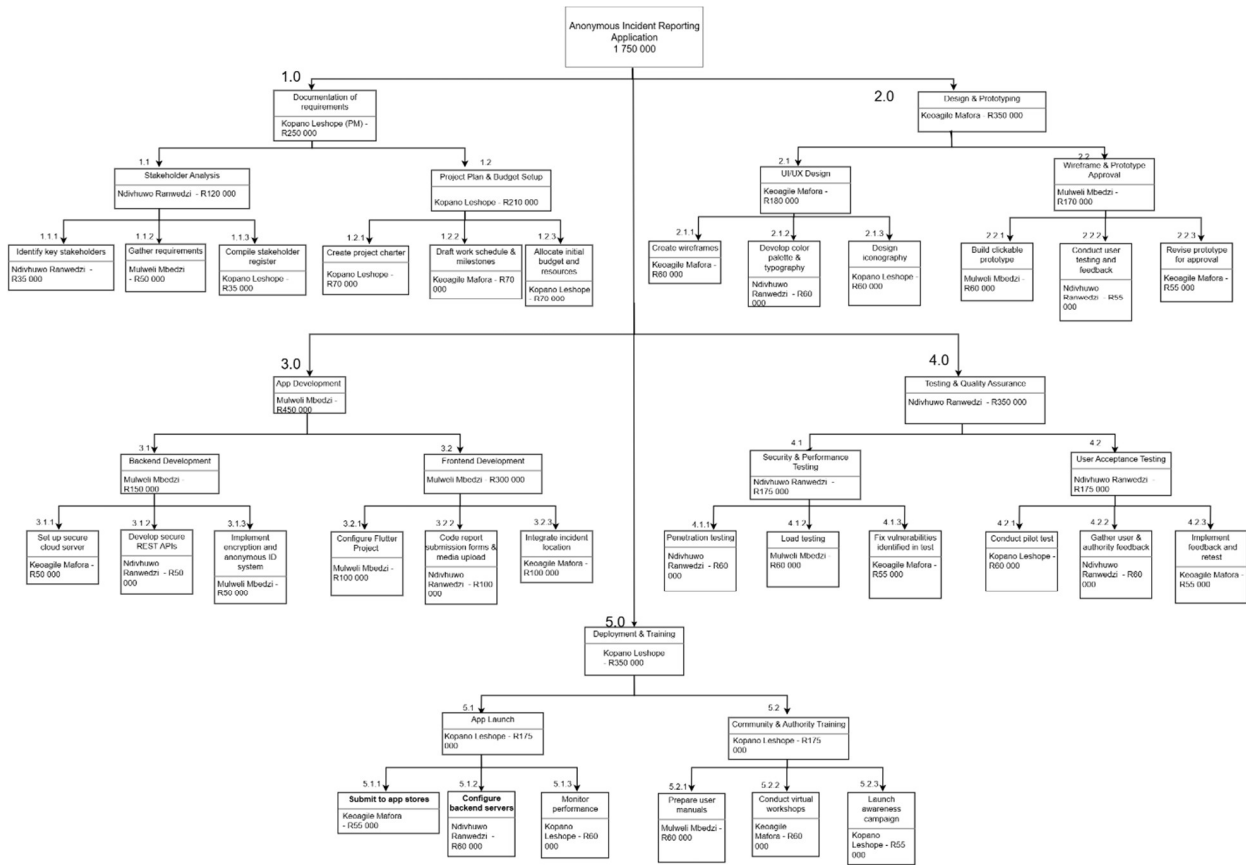 Anonymous Incident Reporting
Application
1 750 000
1.0
Documentation of
requirements
Kopano Leshope (PM) -
R250 000
2.0
Design & Prototyping
Keoagile Mafora - R350 000
1.1
Stakeholder Analysis
Ndivhuwo Ranwedzi - R120 000
1.2
Project Plan & Budget Setup
Kopano Leshope - R210 000
2.1
UI/UX Design
Keoagile Mafora -
R180 000
2.2
Wireframe & Prototype
Approval
Mulweli Mbedzi -
R170 000
1.1.1
Identify key stakeholders
Ndivhuwo Ranwedzi -
R35 000
1.1.2
Gather requirements
Mulweli Mbedzi
- R50 000
1.1.3
Compile stakeholder
register
Kopano Leshope -
R35 000
1.2.1
Create project charter
Kopano Leshope -
R70 000
1.2.2
Draft work schedule &
milestones
Keoagile Mafora - R70
000
1.2.3
Allocate initial
budget and
resources
Kopano
Leshope - R70 000
2.1.1
Create wireframes
Keoagile Mafora -
R60 000
2.1.2
Develop color
palette &
typography
Ndivhuwo
Ranwedzi - R60
000
2.1.3
Design
iconography
Kopano Leshope -
R60 000
2.2.1
Build clickable
prototype
Mulweli Mbedzi -
R60 000
2.2.2
Conduct user
testing and
feedback
Ndivhuwo
Ranwedzi - R55
000
2.2.3
Revise prototype
for approval
Keoagile Mafora -
R55 000
3.0
App Development
Mulweli Mbedzi -
R450 000
4.0
Testing & Quality Assurance
Ndivhuwo Ranwedzi - R350 000
3.1
Backend Development
Mulweli Mbedzi -
R150 000
3.2
Frontend Development
Mulweli Mbedzi - R300 000
4.1
Security & Performance
Testing
Ndivhuwo Ranwedzi -
R175 000
4.2
User Acceptance Testing
Ndivhuwo Ranwedzi -
R175 000
3.1.1
Set up secure
cloud server
Keoagile Mafora -
R50 000
3.1.2
Develop secure
REST APIs
Ndivhuwo
Ranwedzi - R50
000
3.1.3
Implement
encryption and
anonymous ID
system
Mulweli Mbedzi -
R50 000
3.2.1
Configure Flutter
Project
Mulweli Mbedzi -
R100 000
3.2.2
Code report
submission forms &
media upload
Ndivhuwo
Ranwedzi - R100
000
3.2.3
Integrate incident
location
Keoagile Mafora -
R100 000
4.1.1
Penetration testing
Ndivhuwo
Ranwedzi - R60
000
4.1.2
Load testing
Mulweli Mbedzi -
R60 000
4.1.3
Fix vulnerabilities
identified in test
Keoagile Mafora -
R55 000
4.2.1
Conduct pilot test
Kopano Leshope -
R60 000
4.2.2
Gather user &
authority feedback
Ndivhuwo
Ranwedzi - R60
000
4.2.3
Implement
feedback and
retest
Keoagile Mafora -
R55 000
5.0
Deployment & Training
Kopano Leshope
- R350 000
5.1
App Launch
Kopano Leshope - R175
000
5.2
Community & Authority Training
Kopano Leshope - R175
000
5.1.1
Submit to app stores
Keoagile Mafora
- R55 000
5.1.2
Configure
backend servers
Ndivhuwo
Ranwedzi -
R60 000
5.1.3
Monitor
performance
Kopano
Leshope - R60
000
5.2.1
Prepare user
manuals
Mulweli Mbedzi
- R60 000
5.2.2
Conduct virtual
workshops
Keoagile
Mafora - R60
000
5.2.3
Launch
awareness
campaign
Kopano
Leshope - R55
000